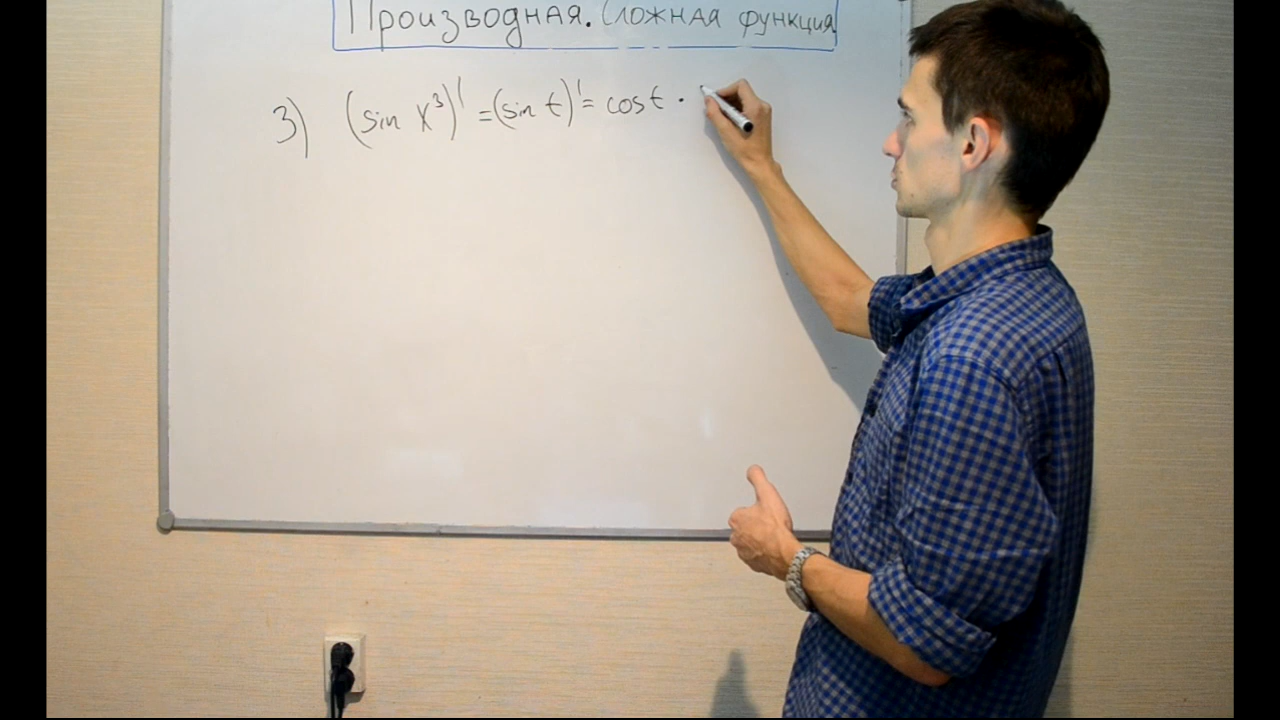 Производная. Сложная функция
3) (sin x³)' = (sin t)' = cos t ·